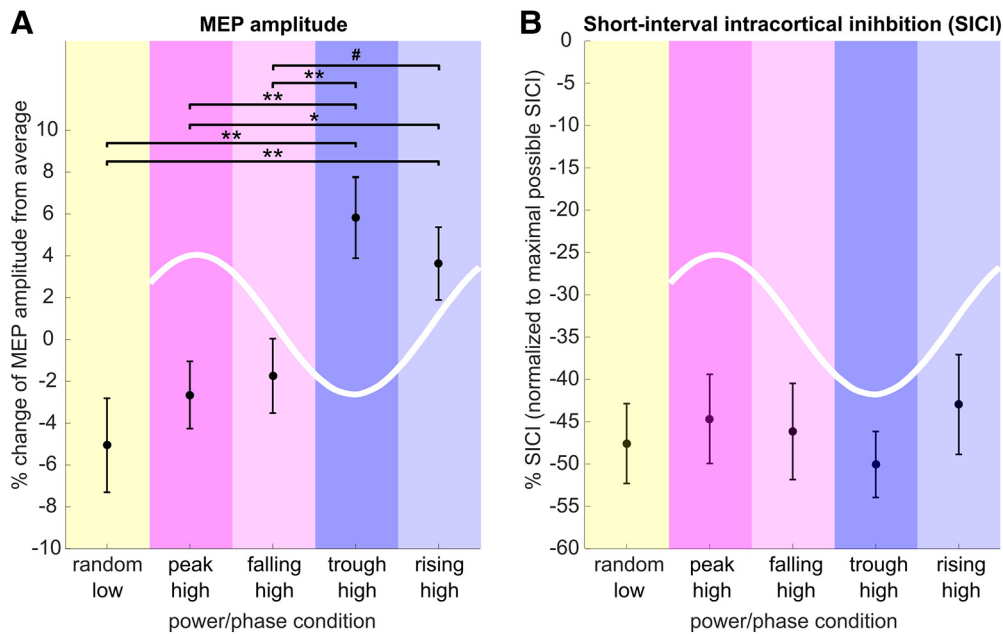 A
MEP amplitude
% change of MEP amplitude from average
10
8
6
4
2
0
-2
-4
-6
-8
-10
#
**
**
*
**
**
random low
peak high
falling high
trough high
rising high
power/phase condition
B
Short-interval intracortical inihbition (SICI)
% SICI (normalized to maximal possible SICI)
0
-5
-10
-15
-20
-25
-30
-35
-40
-45
-50
-55
-60
random low
peak high
falling high
trough high
rising high
power/phase condition